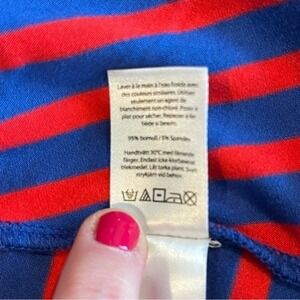 Laver à la main à l'eau froide avec
des couleurs similaires. Utiliser
seulement un agent de
blanchiment non-chloré. Poser à
plat pour sécher. Repasser à fer
tiède si besoin.
95% bomull / 5% Spandex
Handtvätt 30°C med liknande
färger. Endast icke-klorbaserat
blekmedel. Låt torka plant. Svalt
strykjärn vid behov.